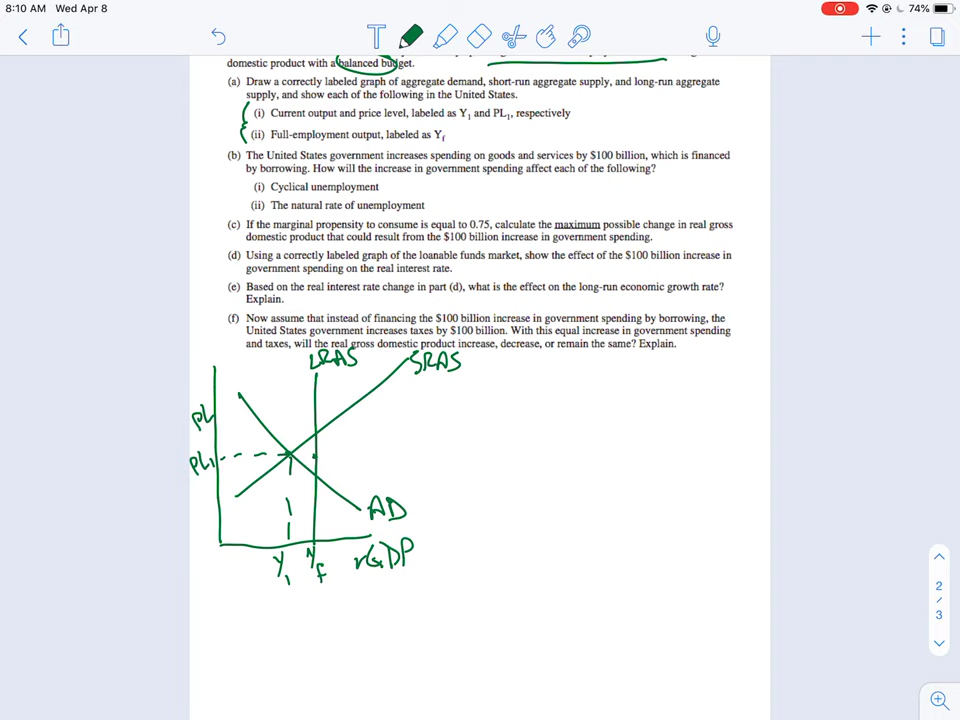 8:10 AM Wed Apr 8
74%
domestic product with a balanced budget.
(a) Draw a correctly labeled graph of aggregate demand, short-run aggregate supply, and long-run aggregate
supply, and show each of the following in the United States.
(i) Current output and price level, labeled as Y₁ and PL₁, respectively
(ii) Full-employment output, labeled as Yf
(b) The United States government increases spending on goods and services by $100 billion, which is financed
by borrowing. How will the increase in government spending affect each of the following?
(i) Cyclical unemployment
(ii) The natural rate of unemployment
(c) If the marginal propensity to consume is equal to 0.75, calculate the maximum possible change in real gross
domestic product that could result from the $100 billion increase in government spending.
(d) Using a correctly labeled graph of the loanable funds market, show the effect of the $100 billion increase in
government spending on the real interest rate.
(e) Based on the real interest rate change in part (d), what is the effect on the long-run economic growth rate?
Explain.
(f) Now assume that instead of financing the $100 billion increase in government spending by borrowing, the
United States government increases taxes by $100 billion. With this equal increase in government spending
and taxes, will the real gross domestic product increase, decrease, or remain the same? Explain.
LRAS
SRAS
PL
PL1
AD
Y1
Yf
rGDP
2
/
3